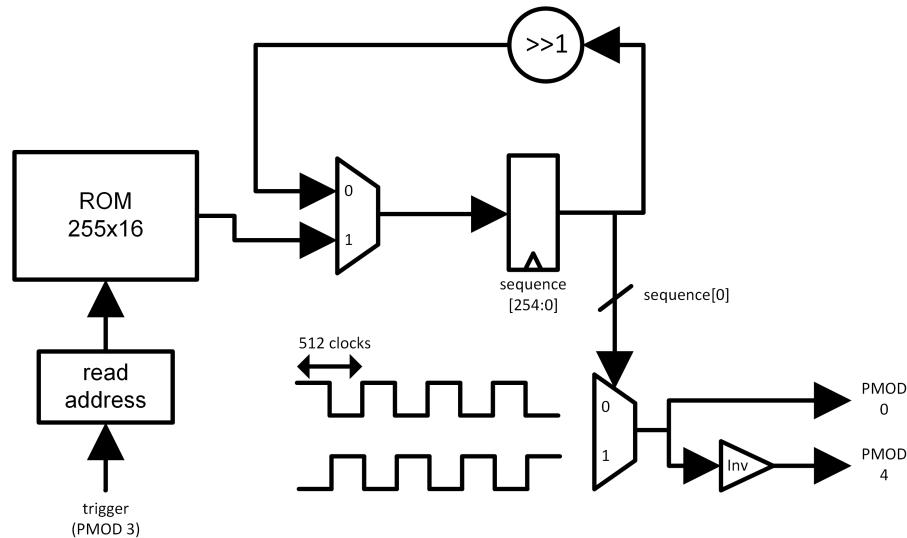 >>1
ROM
255x16
0
1
sequence
[254:0]
sequence[0]
read
address
512 clocks
0
1
PMOD
0
Inv
PMOD
4
trigger
(PMOD 3)